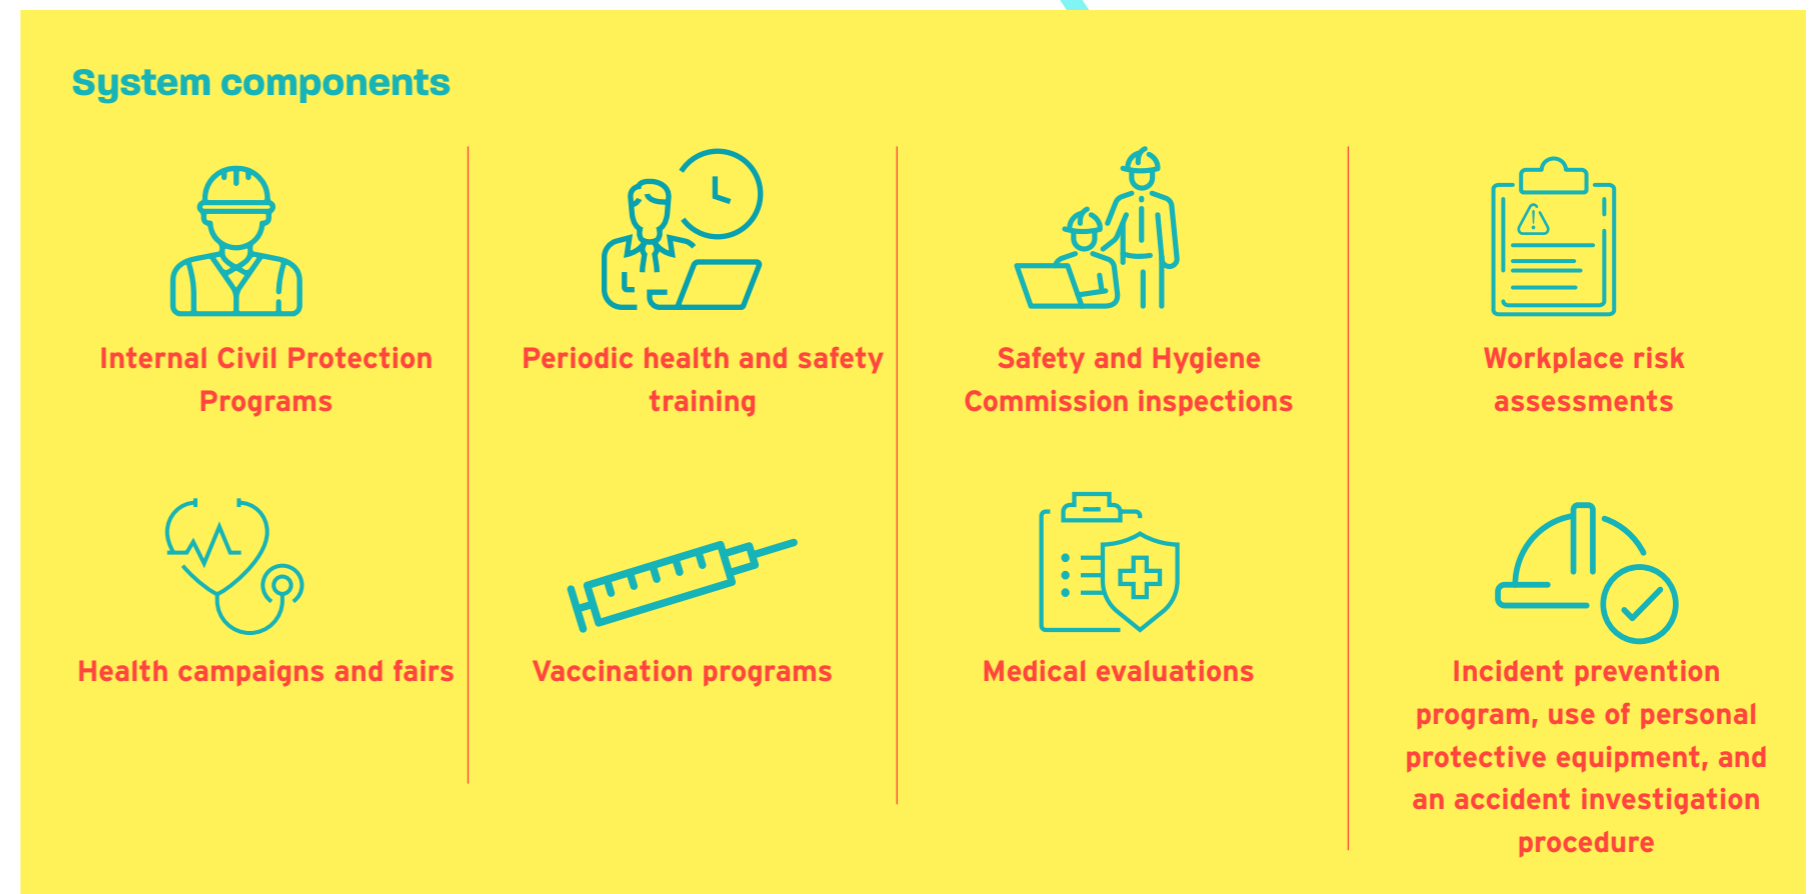 System components
Internal Civil Protection
Programs
Periodic health and safety
training
Safety and Hygiene
Commission inspections
Workplace risk
assessments
Health campaigns and fairs
Vaccination programs
Medical evaluations
Incident prevention
program, use of personal
protective equipment, and
an accident investigation
procedure